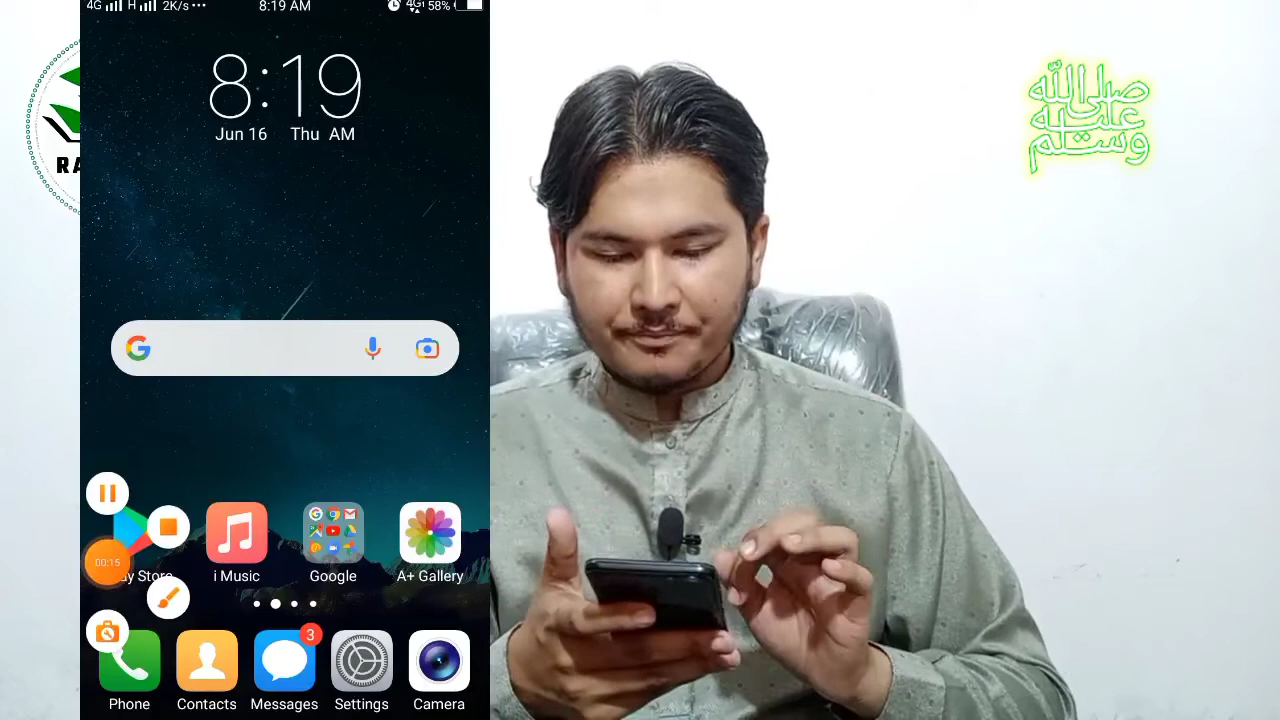 4G H 2K/s... 8:19 AM 4G 58%
8:19
Jun 16 Thu AM
صلى الله
عليه
وسلم
RA
G
00:15
y Store i Music Google A+ Gallery
3
Phone Contacts Messages Settings Camera